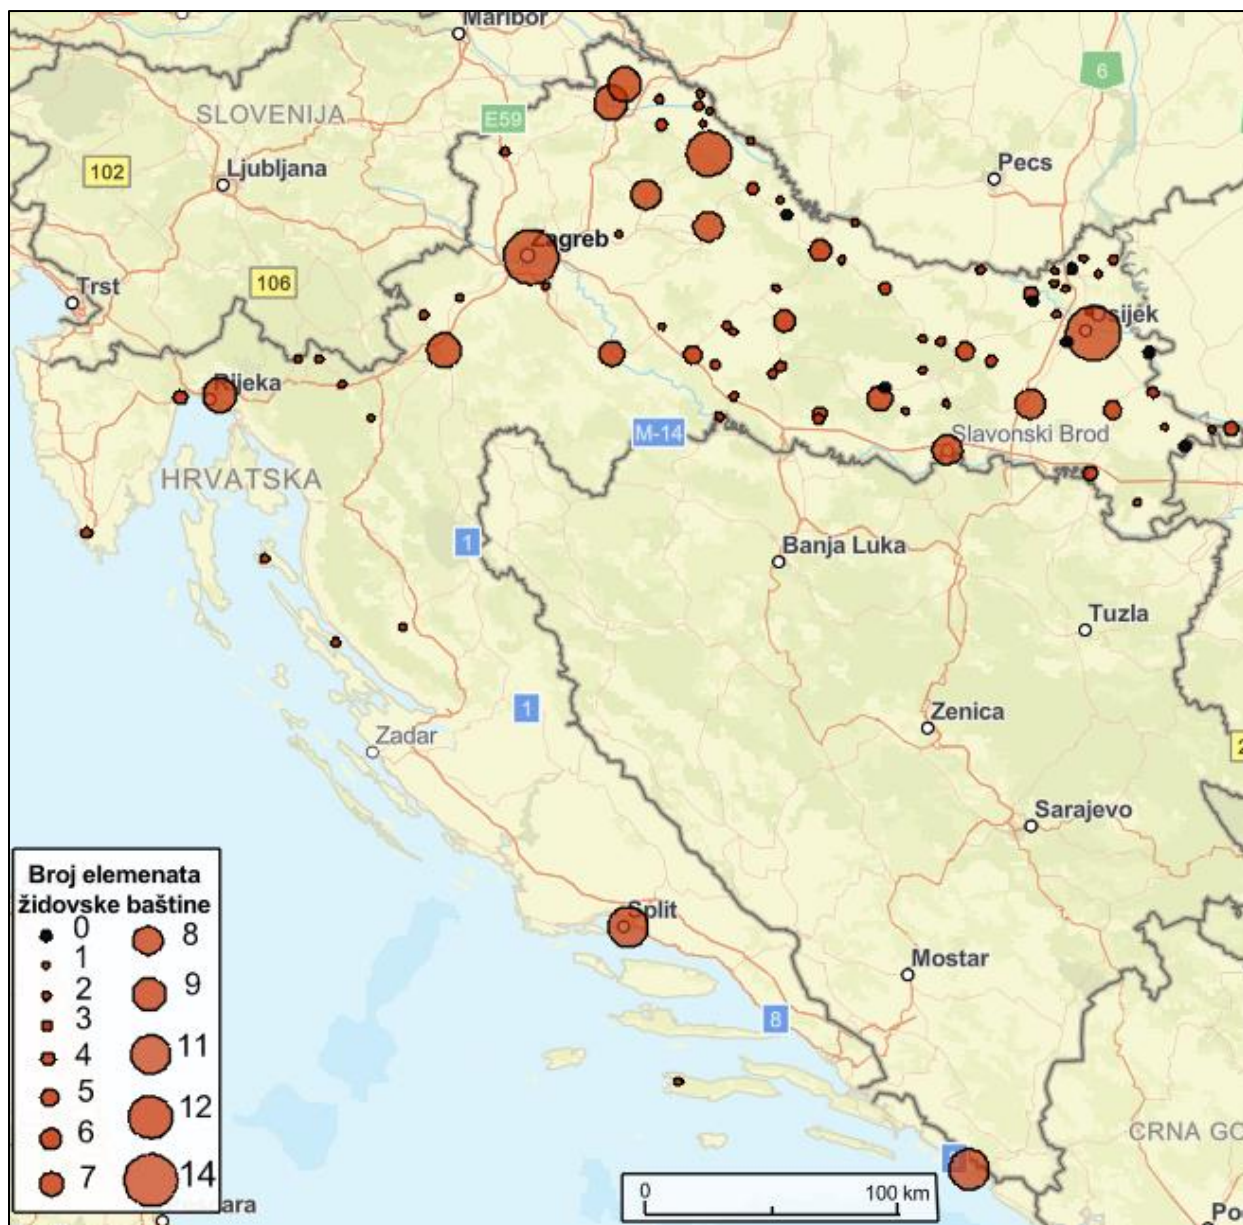 Maribor
6
SLOVENIJA
E59
102
Ljubljana
Pecs
Zagreb
106
Trst
Osijek
Rijeka
M-14
Slavonski Brod
HRVATSKA
1
Banja Luka
Tuzla
1
Zenica
Zadar
2
Sarajevo
Broj elemenata
židovske baštine
0 8
1
2 9
3
4 11
5
6 12
7 14
Split
Mostar
8
CRNA GO
0 100 km
ara
Po